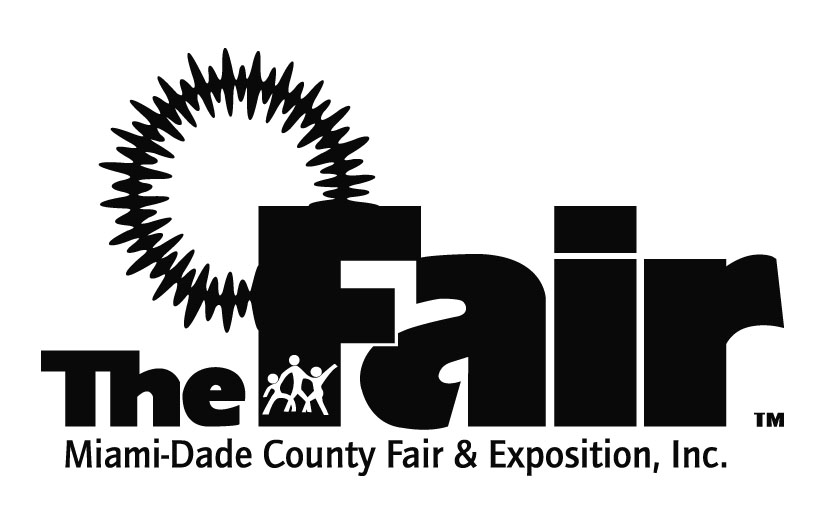 The Fair ™
Miami-Dade County Fair & Exposition, Inc.